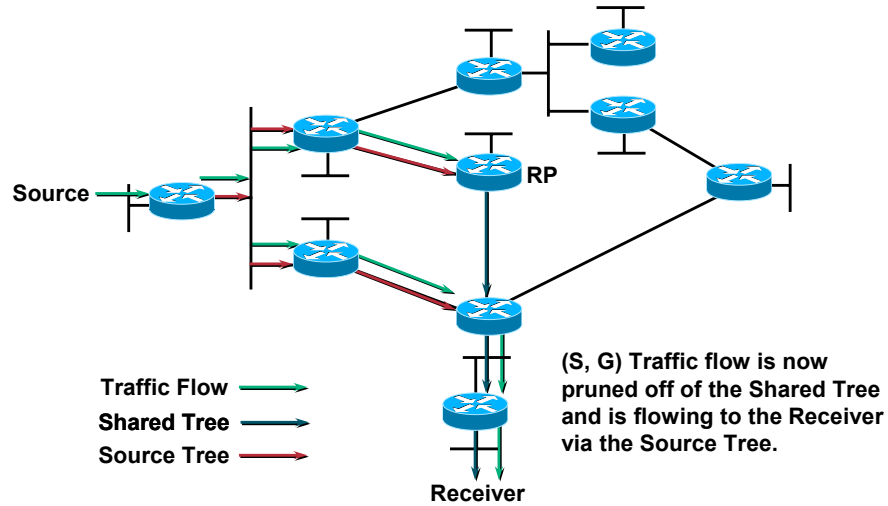 Source
RP
Traffic Flow
Shared Tree
Source Tree
(S, G) Traffic flow is now
pruned off of the Shared Tree
and is flowing to the Receiver
via the Source Tree.
Receiver